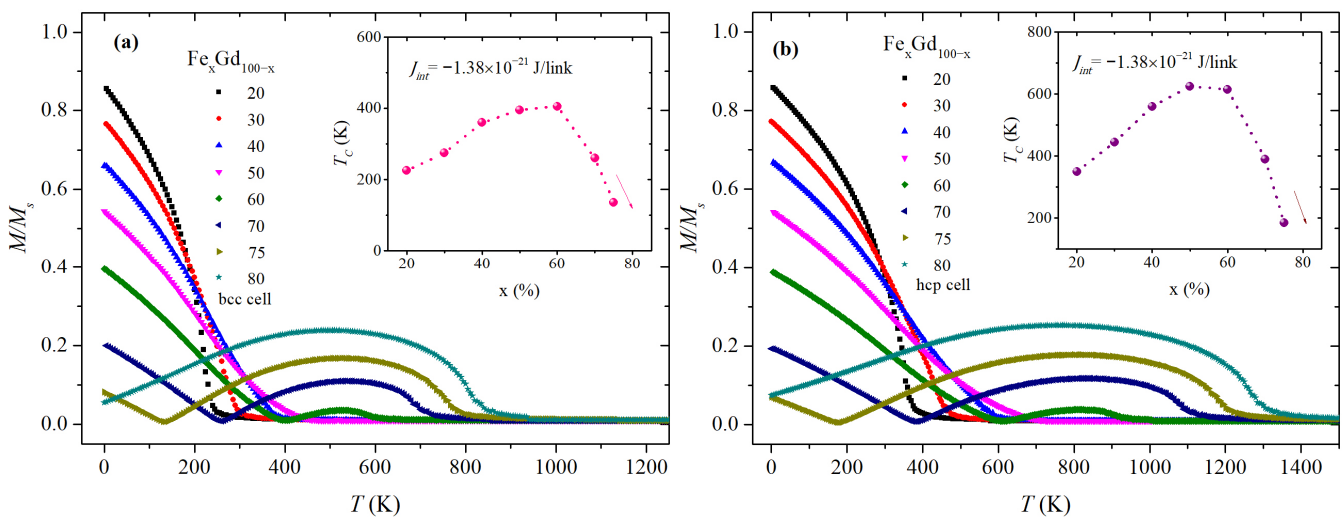 (a)
Fe_xGd_{100−x}
20
30
40
50
60
70
75
80
bcc cell
J_int= −1.38×10^{−21} J/link
600
400
200
0
T_C (K)
20 40 60 80
x (%)
1.0
0.8
0.6
0.4
0.2
0.0
M/M_s
0 200 400 600 800 1000 1200
T (K)
(b)
Fe_xGd_{100−x}
20
30
40
50
60
70
75
80
hcp cell
J_int= −1.38×10^{−21} J/link
800
600
400
200
T_C (K)
20 40 60 80
x (%)
1.0
0.8
0.6
0.4
0.2
0.0
M/M_s
0 200 400 600 800 1000 1200 1400
T (K)